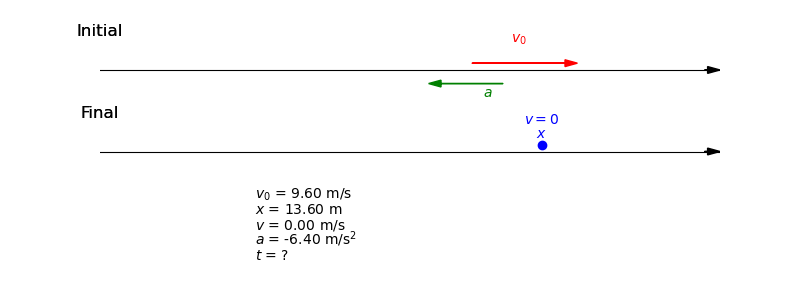 Initial
v₀
a
Final
v = 0
x
v₀ = 9.60 m/s
x = 13.60 m
v = 0.00 m/s
a = -6.40 m/s²
t = ?